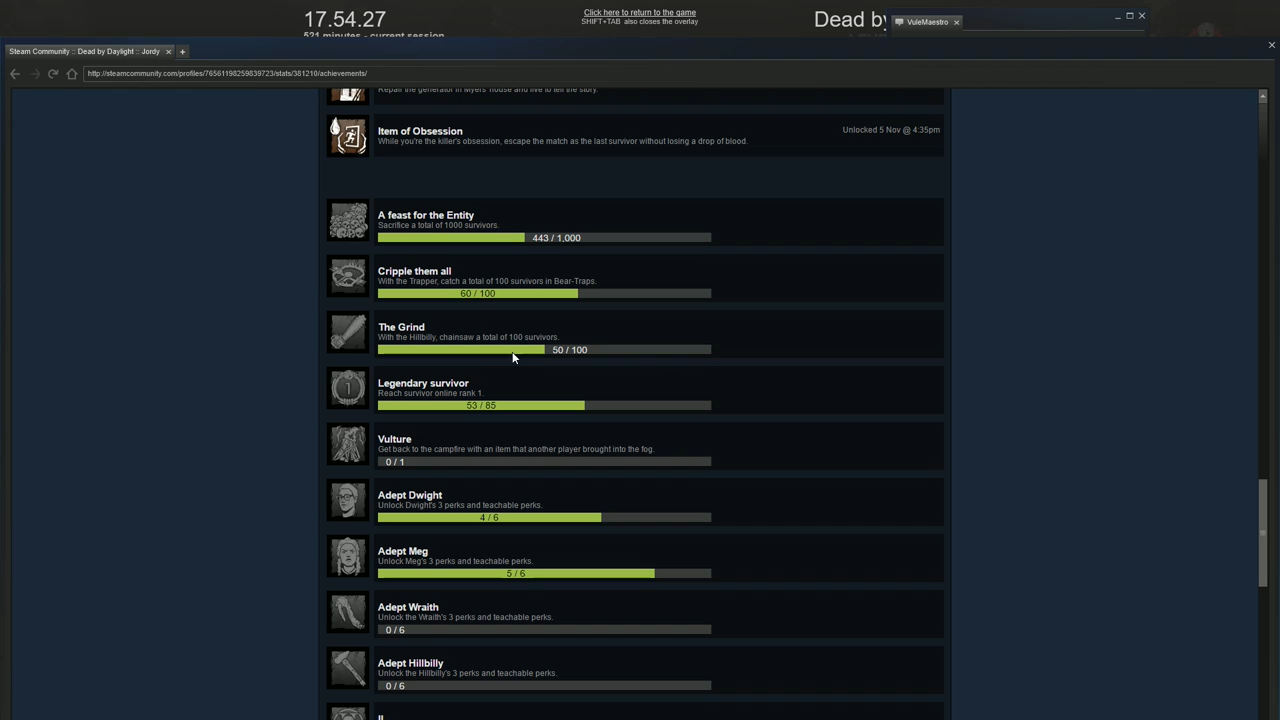 17.54.27
521 minutes - current session
Click here to return to the game
SHIFT+TAB also closes the overlay
Dead by
VuleMaestro
Steam Community :: Dead by Daylight :: Jordy
http://steamcommunity.com/profiles/76561198259839723/stats/381210/achievements/
Repair the generator in Myers' house and live to tell the story.
Item of Obsession
Unlocked 5 Nov @ 4:35pm
While you're the killer's obsession, escape the match as the last survivor without losing a drop of blood.
A feast for the Entity
Sacrifice a total of 1000 survivors.
443 / 1,000
Cripple them all
With the Trapper, catch a total of 100 survivors in Bear-Traps.
60 / 100
The Grind
With the Hillbilly, chainsaw a total of 100 survivors.
50 / 100
Legendary survivor
Reach survivor online rank 1.
53 / 85
Vulture
Get back to the campfire with an item that another player brought into the fog.
0 / 1
Adept Dwight
Unlock Dwight's 3 perks and teachable perks.
4 / 6
Adept Meg
Unlock Meg's 3 perks and teachable perks.
5 / 6
Adept Wraith
Unlock the Wraith's 3 perks and teachable perks.
0 / 6
Adept Hillbilly
Unlock the Hillbilly's 3 perks and teachable perks.
0 / 6